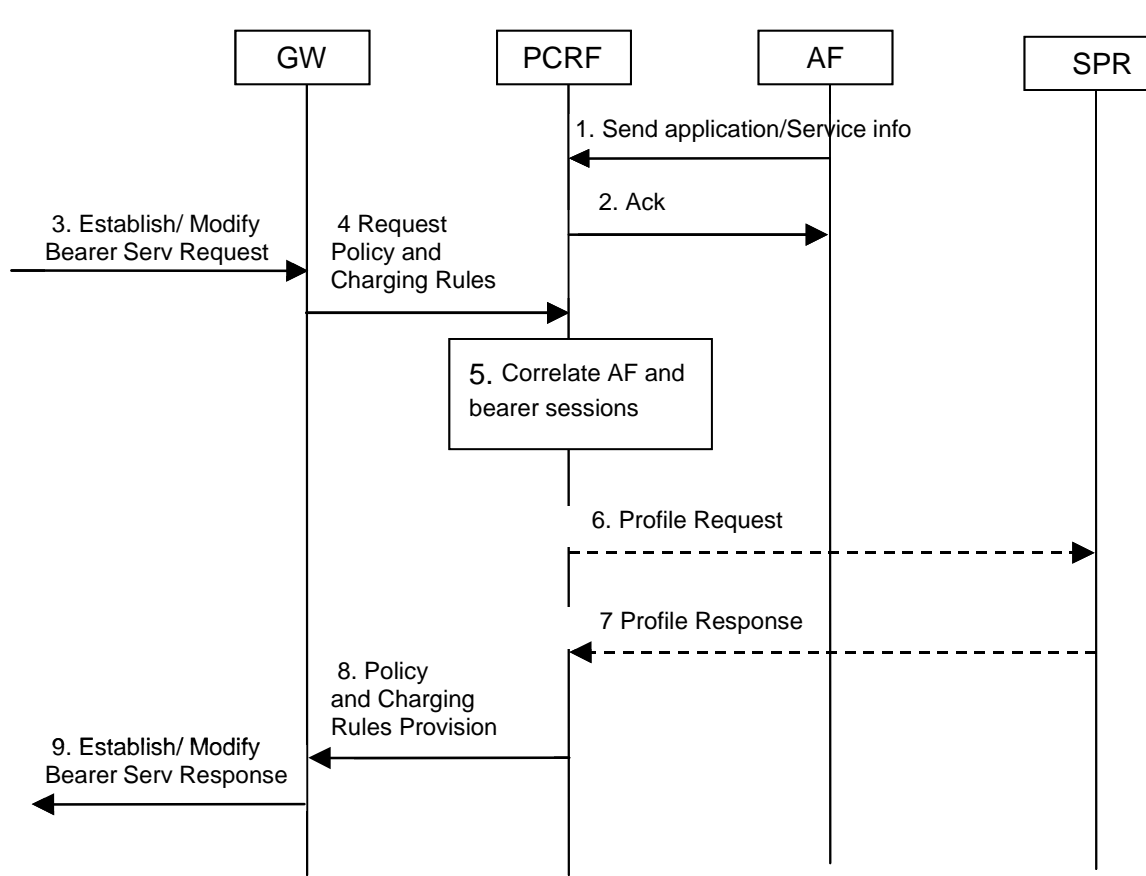 GW
PCRF
AF
SPR
1. Send application/Service info
2. Ack
3. Establish/ Modify
Bearer Serv Request
4 Request
Policy and
Charging Rules
5. Correlate AF and
bearer sessions
6. Profile Request
7 Profile Response
8. Policy
and Charging
Rules Provision
9. Establish/ Modify
Bearer Serv Response